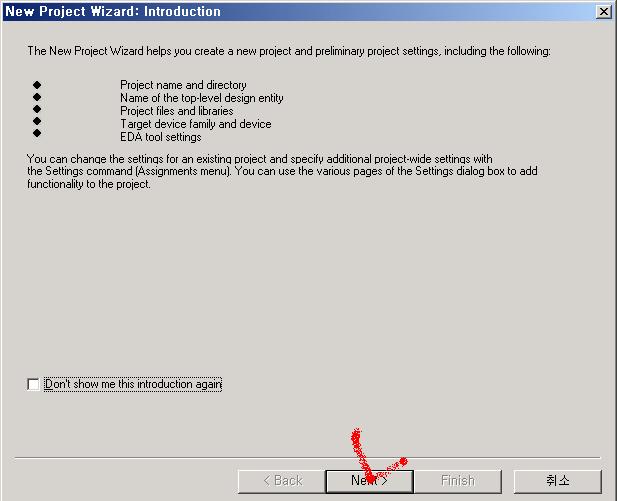 New Project Wizard: Introduction
The New Project Wizard helps you create a new project and preliminary project settings, including the following:
Project name and directory
Name of the top-level design entity
Project files and libraries
Target device family and device
EDA tool settings
You can change the settings for an existing project and specify additional project-wide settings with
the Settings command (Assignments menu). You can use the various pages of the Settings dialog box to add
functionality to the project.
Don't show me this introduction again
< Back
Next >
Finish
취소